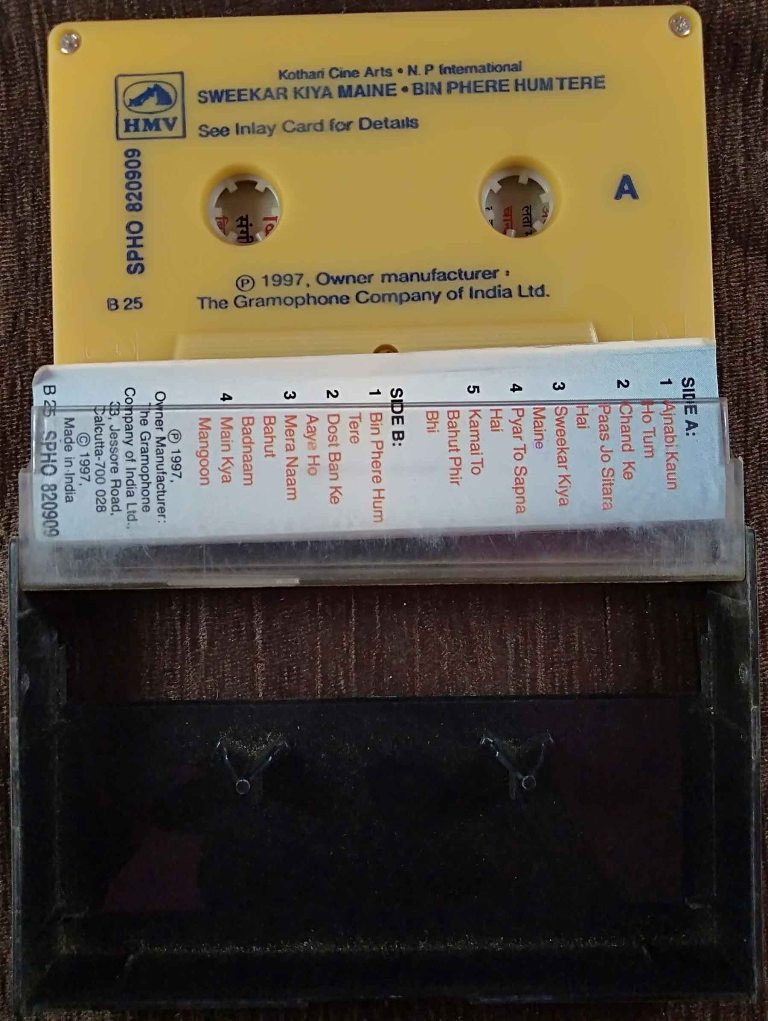 Kothari Cine Arts • N. P International
SWEEKAR KIYA MAINE • BIN PHERE HUM TERE
HMV
See Inlay Card for Details
SPHO 820909
A
Ⓟ 1997, Owner manufacturer :
The Gramophone Company of India Ltd.
B 25
SIDE A:
1 Ajnabi Kaun
Ho Tum
2 Chand Ke
Paas Jo Sitara
Hai
3 Sweekar Kiya
Maine
4 Pyar To Sapna
Hai
5 Kamai To
Bahut Phir
Bhi
SIDE B:
1 Bin Phere Hum
Tere
2 Dost Ban Ke
Aaye Ho
3 Mera Naam
Bahut
Badnaam
4 Main Kya
Mangoon
Ⓟ 1997,
Owner Manufacturer:
The Gramophone
Company of India Ltd.,
33, Jessore Road,
Calcutta-700 028
© 1997,
Made in India
B 25 SPHO 820909